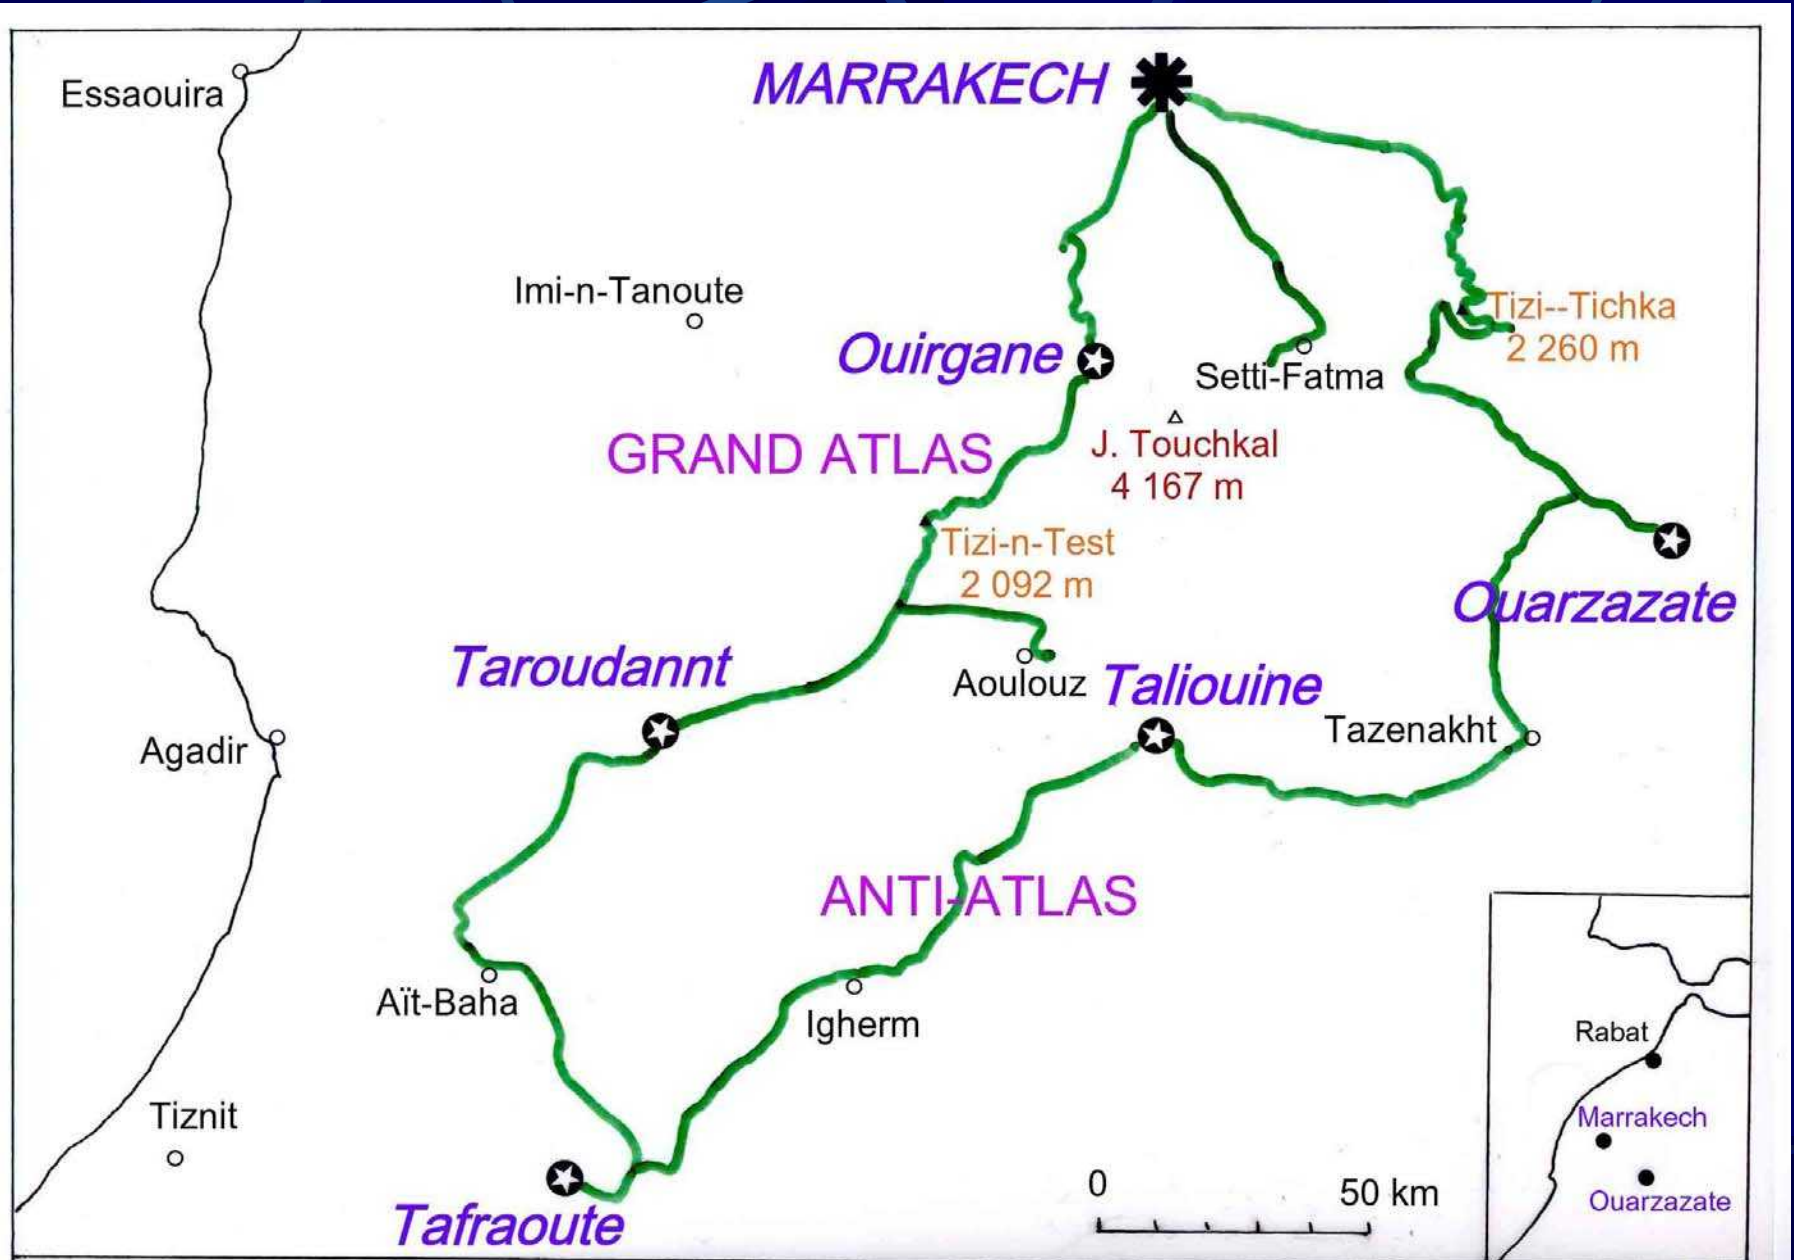 MARRAKECH
Essaouira
Imi-n-Tanoute
Tizi--Tichka
2 260 m
Ouirgane
Setti-Fatma
GRAND ATLAS
J. Touchkal
4 167 m
Tizi-n-Test
2 092 m
Ouarzazate
Taroudannt
Aoulouz
Taliouine
Tazenakht
Agadir
ANTI-ATLAS
Aït-Baha
Igherm
Rabat
Tiznit
Marrakech
0
50 km
Ouarzazate
Tafraoute